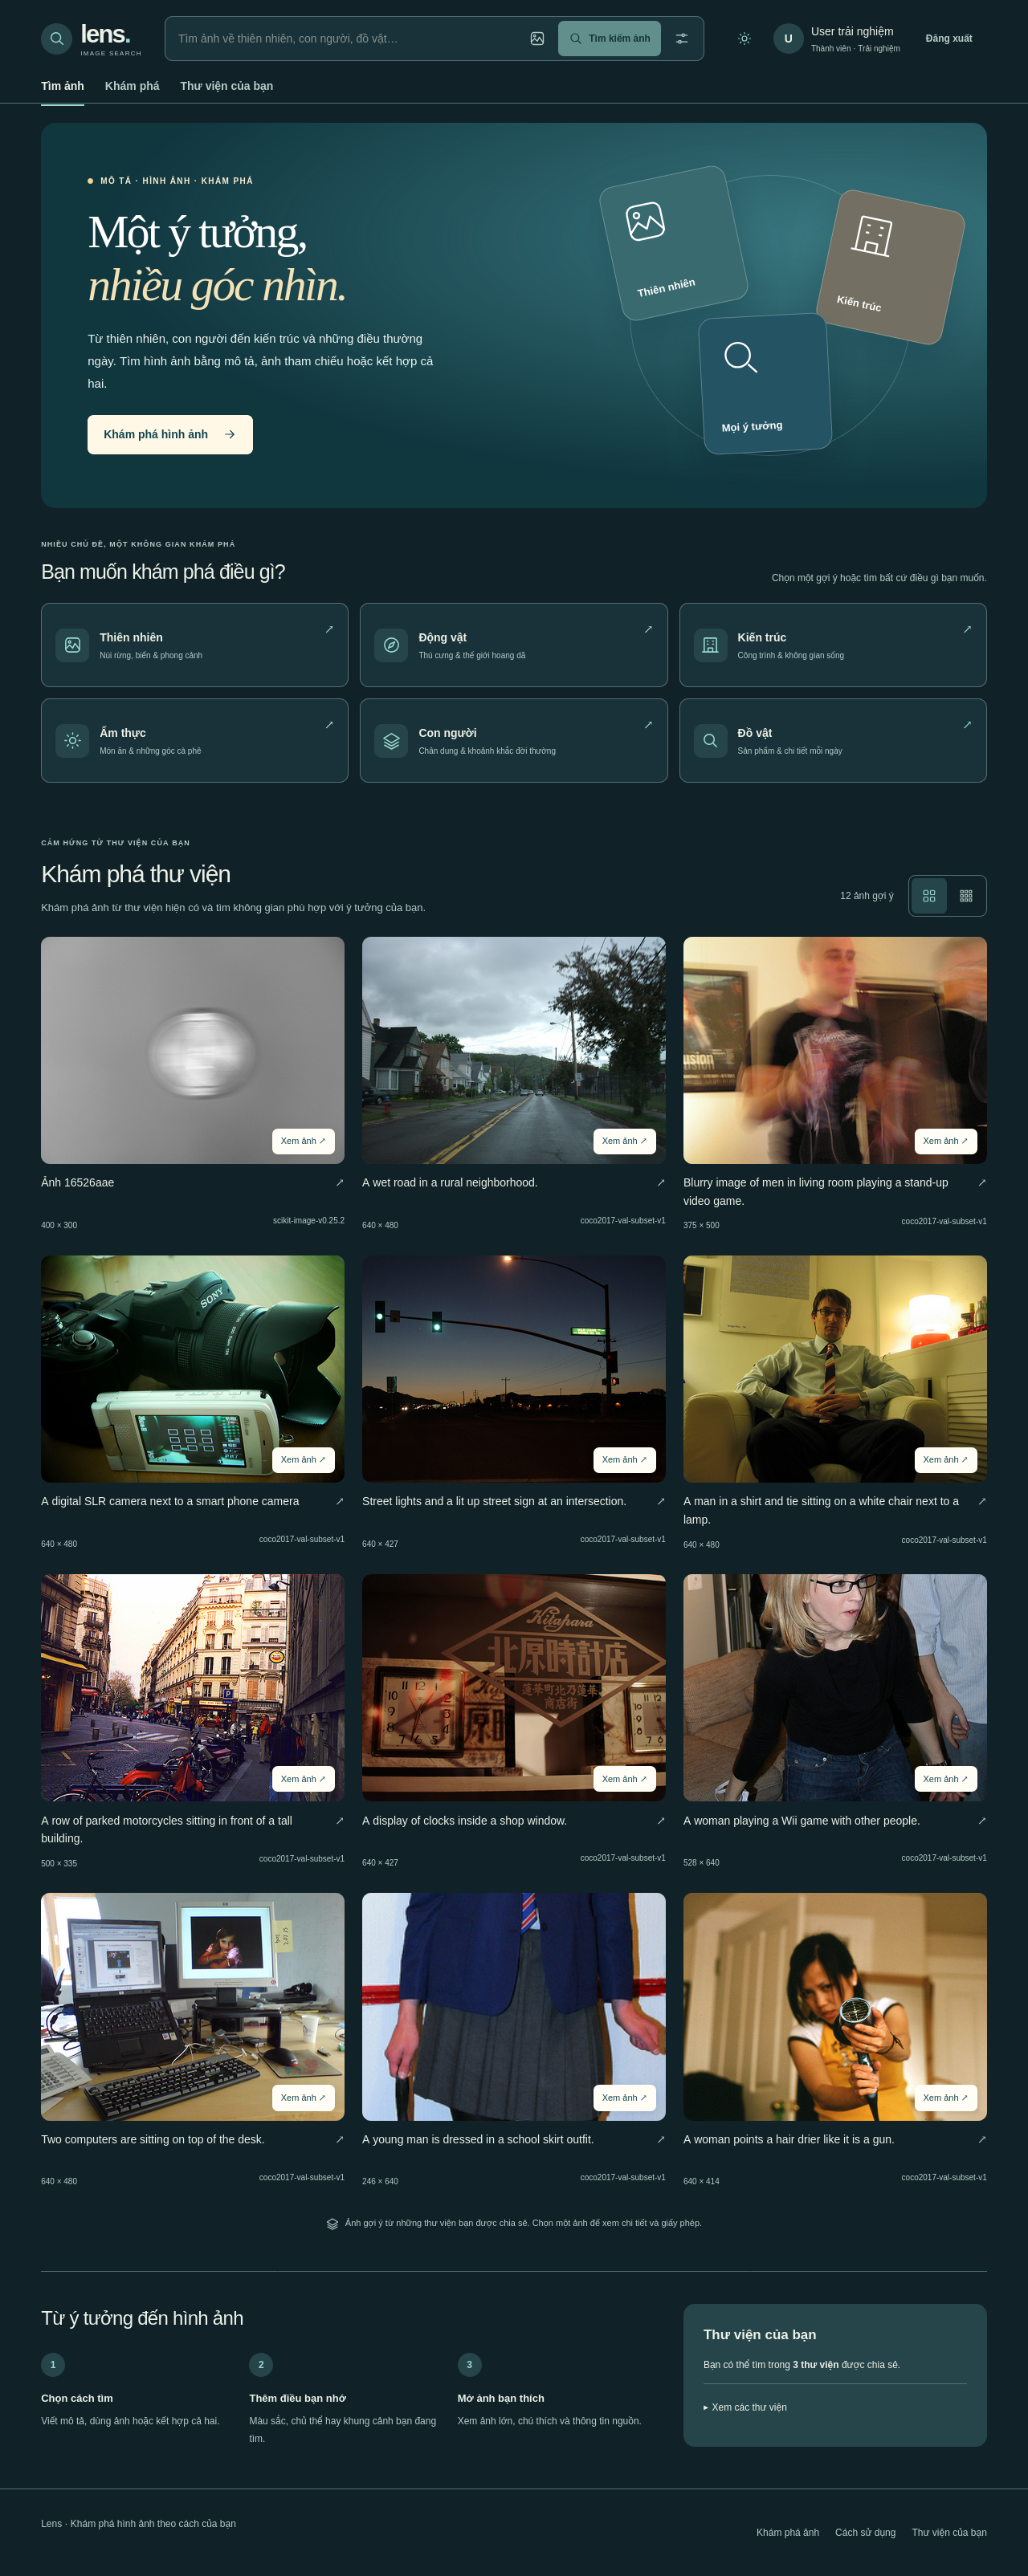 lens.
IMAGE SEARCH
Tìm ảnh về thiên nhiên, con người, đồ vật…
Tìm kiếm ảnh
U
User trải nghiệm
Thành viên · Trải nghiệm
Đăng xuất
Tìm ảnh
Khám phá
Thư viện của bạn
MÔ TẢ · HÌNH ẢNH · KHÁM PHÁ
Một ý tưởng,
nhiều góc nhìn.
Từ thiên nhiên, con người đến kiến trúc và những điều thường
ngày. Tìm hình ảnh bằng mô tả, ảnh tham chiếu hoặc kết hợp cả
hai.
Khám phá hình ảnh
Thiên nhiên
Kiến trúc
Mọi ý tưởng
NHIỀU CHỦ ĐỀ, MỘT KHÔNG GIAN KHÁM PHÁ
Bạn muốn khám phá điều gì?
Chọn một gợi ý hoặc tìm bất cứ điều gì bạn muốn.
Thiên nhiên
Núi rừng, biển & phong cảnh
Động vật
Thú cưng & thế giới hoang dã
Kiến trúc
Công trình & không gian sống
Ẩm thực
Món ăn & những góc cà phê
Con người
Chân dung & khoảnh khắc đời thường
Đồ vật
Sản phẩm & chi tiết mỗi ngày
CẢM HỨNG TỪ THƯ VIỆN CỦA BẠN
Khám phá thư viện
Khám phá ảnh từ thư viện hiện có và tìm không gian phù hợp với ý tưởng của bạn.
12 ảnh gợi ý
Xem ảnh ↗
Xem ảnh ↗
usion
Xem ảnh ↗
Ảnh 16526aae
400 × 300
scikit-image-v0.25.2
A wet road in a rural neighborhood.
640 × 480
coco2017-val-subset-v1
Blurry image of men in living room playing a stand-up
video game.
375 × 500
coco2017-val-subset-v1
SONY
Xem ảnh ↗
Xem ảnh ↗
Xem ảnh ↗
A digital SLR camera next to a smart phone camera
640 × 480
coco2017-val-subset-v1
Street lights and a lit up street sign at an intersection.
640 × 427
coco2017-val-subset-v1
A man in a shirt and tie sitting on a white chair next to a
lamp.
640 × 480
coco2017-val-subset-v1
P
Xem ảnh ↗
Kitahara
北原時計店
Xem ảnh ↗
Xem ảnh ↗
A row of parked motorcycles sitting in front of a tall
building.
500 × 335
coco2017-val-subset-v1
A display of clocks inside a shop window.
640 × 427
coco2017-val-subset-v1
A woman playing a Wii game with other people.
528 × 640
coco2017-val-subset-v1
Xem ảnh ↗
Xem ảnh ↗
Xem ảnh ↗
Two computers are sitting on top of the desk.
640 × 480
coco2017-val-subset-v1
A young man is dressed in a school skirt outfit.
246 × 640
coco2017-val-subset-v1
A woman points a hair drier like it is a gun.
640 × 414
coco2017-val-subset-v1
Ảnh gợi ý từ những thư viện bạn được chia sẻ. Chọn một ảnh để xem chi tiết và giấy phép.
Từ ý tưởng đến hình ảnh
1
Chọn cách tìm
Viết mô tả, dùng ảnh hoặc kết hợp cả hai.
2
Thêm điều bạn nhớ
Màu sắc, chủ thể hay khung cảnh bạn đang
tìm.
3
Mở ảnh bạn thích
Xem ảnh lớn, chú thích và thông tin nguồn.
Thư viện của bạn
Bạn có thể tìm trong 3 thư viện được chia sẻ.
▸ Xem các thư viện
Lens · Khám phá hình ảnh theo cách của bạn
Khám phá ảnh
Cách sử dụng
Thư viện của bạn